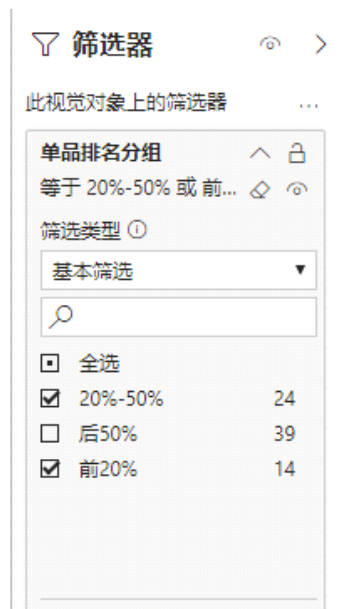 筛选器
此视觉对象上的筛选器 ...
单品排名分组
等于 20%-50% 或 前...
筛选类型
基本筛选
全选
20%-50% 24
后50% 39
前20% 14